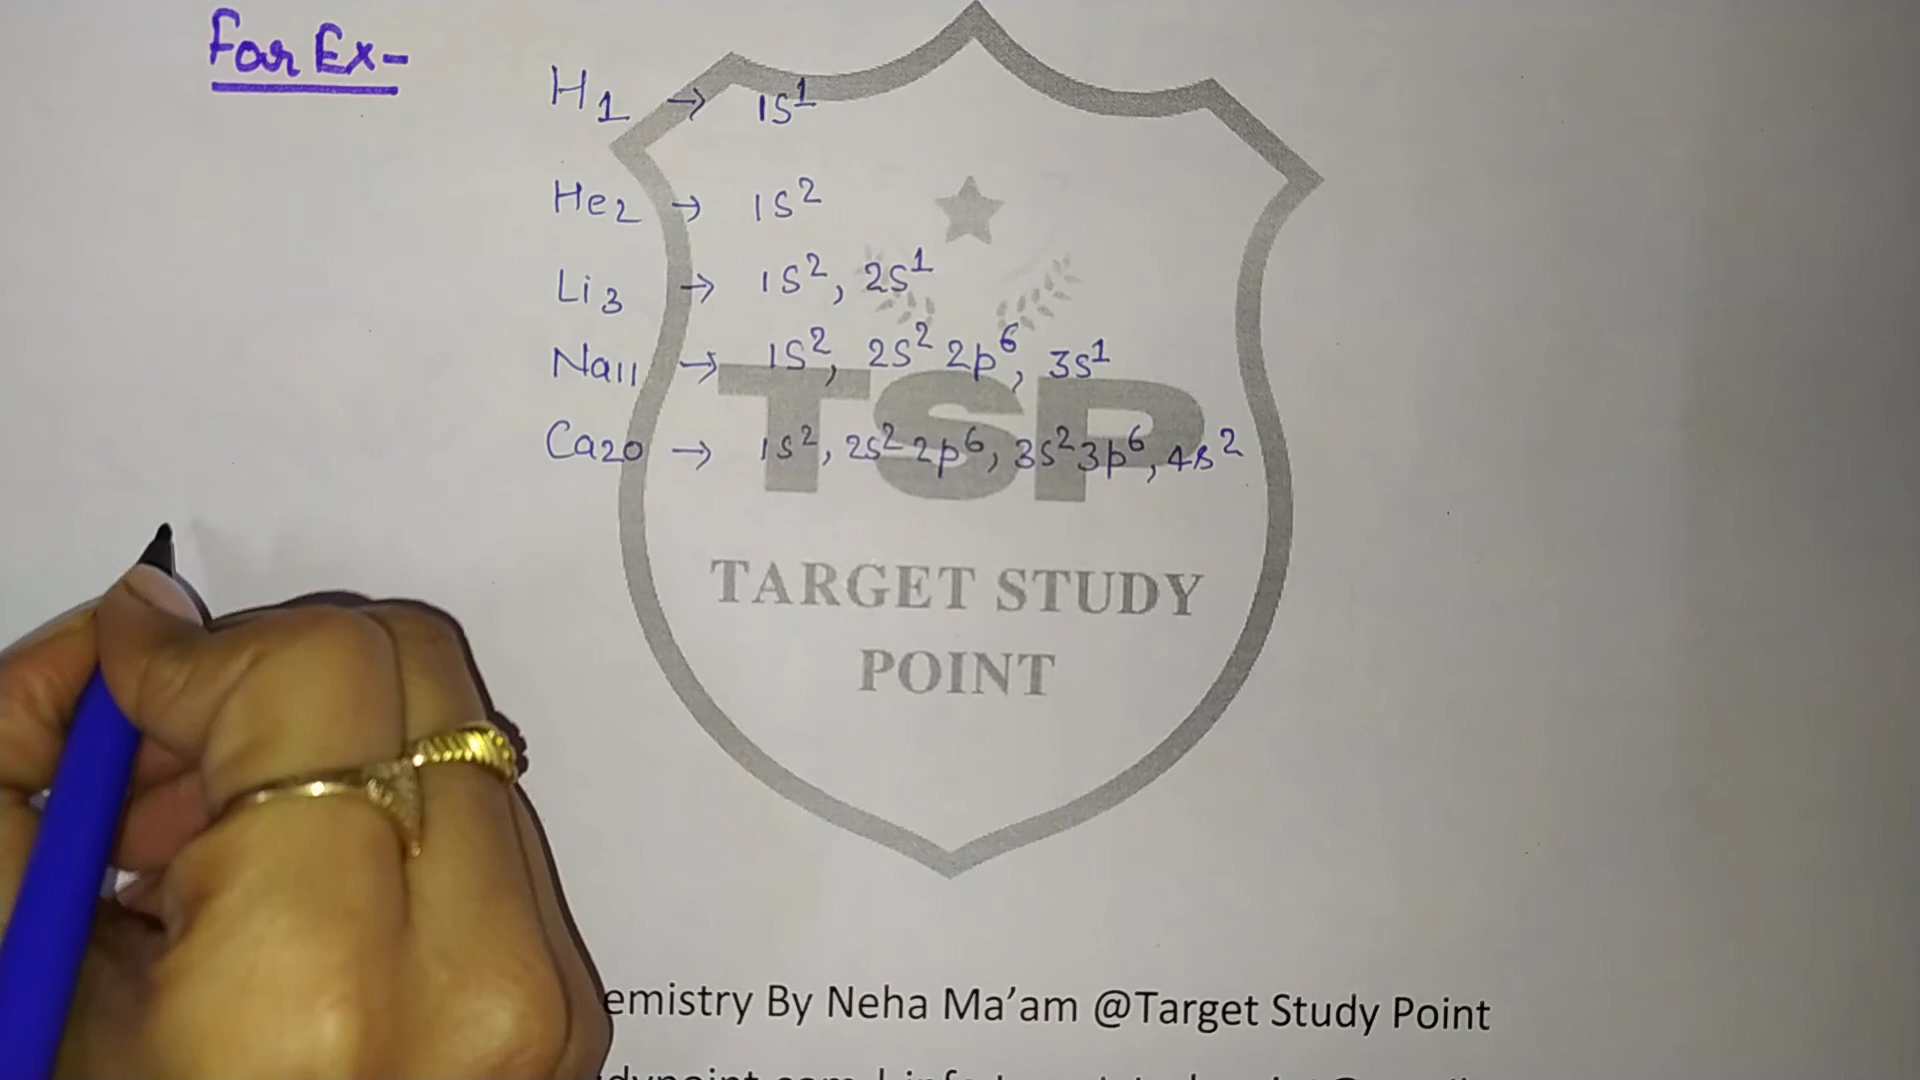 For Ex-
H1 → 1S¹
He2 → 1S²
Li3 → 1S², 2S¹
Na11 → 1S², 2S² 2p⁶, 3S¹
Ca20 → 1S², 2S² 2p⁶, 3S² 3p⁶, 4s²
TSP
TARGET STUDY
POINT
emistry By Neha Ma’am @Target Study Point